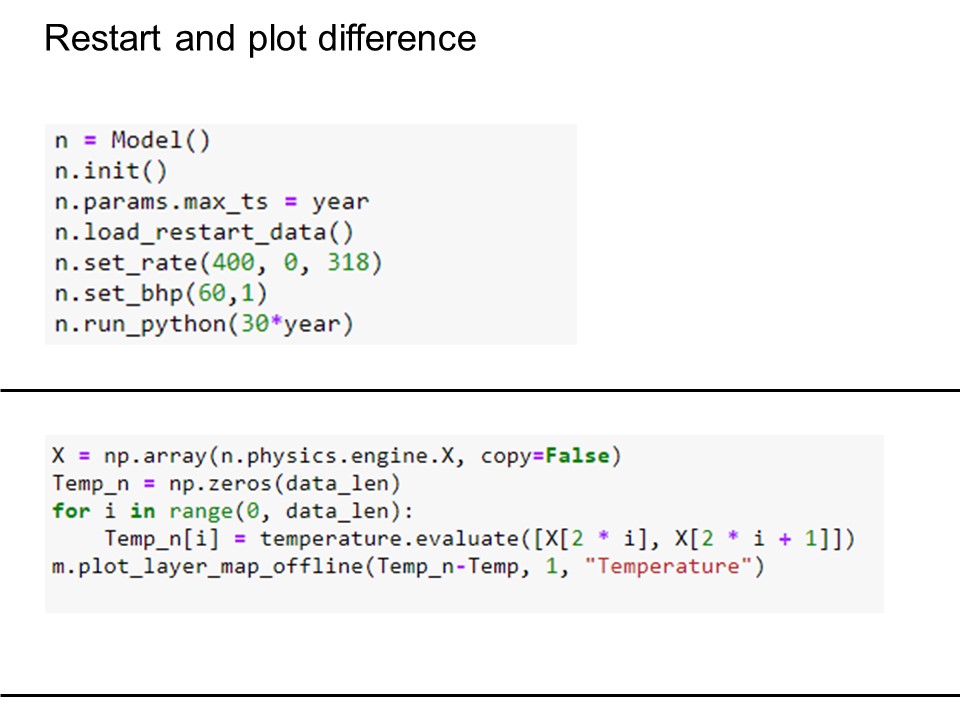 Restart and plot difference
n = Model()
n.init()
n.params.max_ts = year
n.load_restart_data()
n.set_rate(400, 0, 318)
n.set_bhp(60,1)
n.run_python(30*year)
X = np.array(n.physics.engine.X, copy=False)
Temp_n = np.zeros(data_len)
for i in range(0, data_len):
    Temp_n[i] = temperature.evaluate([X[2 * i], X[2 * i + 1]])
m.plot_layer_map_offline(Temp_n-Temp, 1, "Temperature")